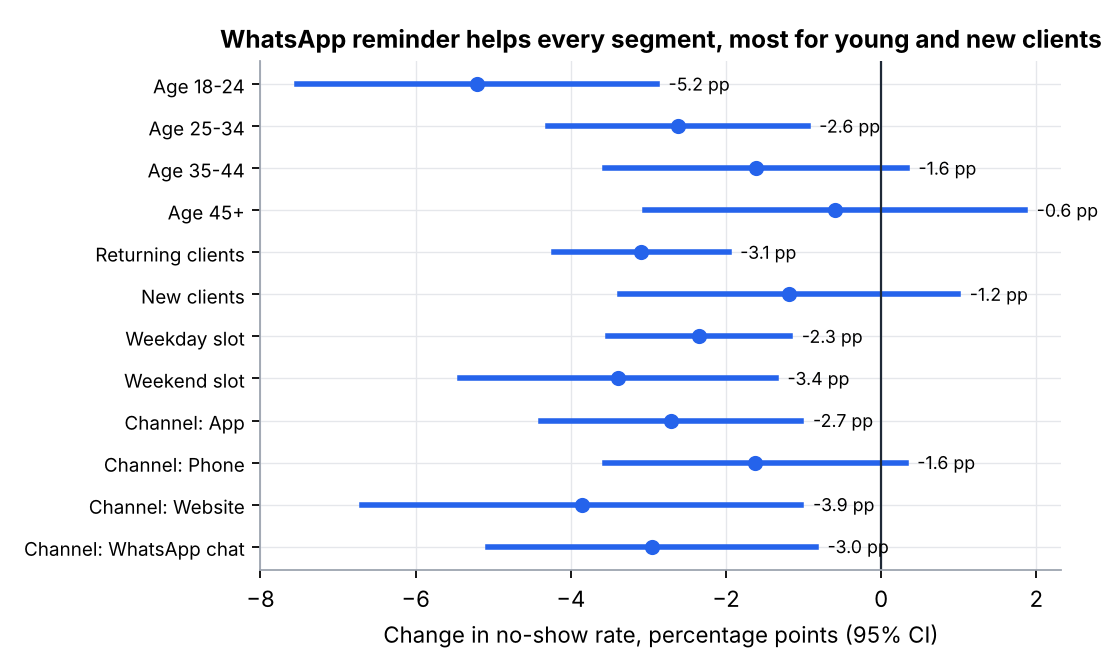 WhatsApp reminder helps every segment, most for young and new clients
Age 18-24
-5.2 pp
Age 25-34
-2.6 pp
Age 35-44
-1.6 pp
Age 45+
-0.6 pp
Returning clients
-3.1 pp
New clients
-1.2 pp
Weekday slot
-2.3 pp
Weekend slot
-3.4 pp
Channel: App
-2.7 pp
Channel: Phone
-1.6 pp
Channel: Website
-3.9 pp
Channel: WhatsApp chat
-3.0 pp
−8 −6 −4 −2 0 2
Change in no-show rate, percentage points (95% CI)